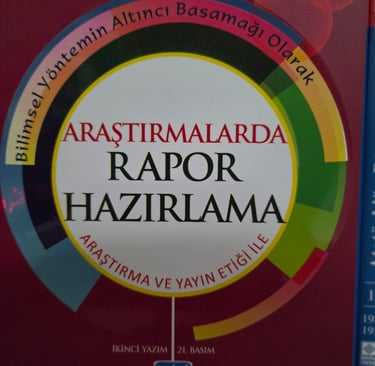 Bilimsel Yöntemin Altıncı Basamağı Olarak
ARAŞTIRMALARDA
RAPOR
HAZIRLAMA
ARAŞTIRMA VE YAYIN ETİĞİ İLE
İKİNCİ YAZIM 21. BASIM